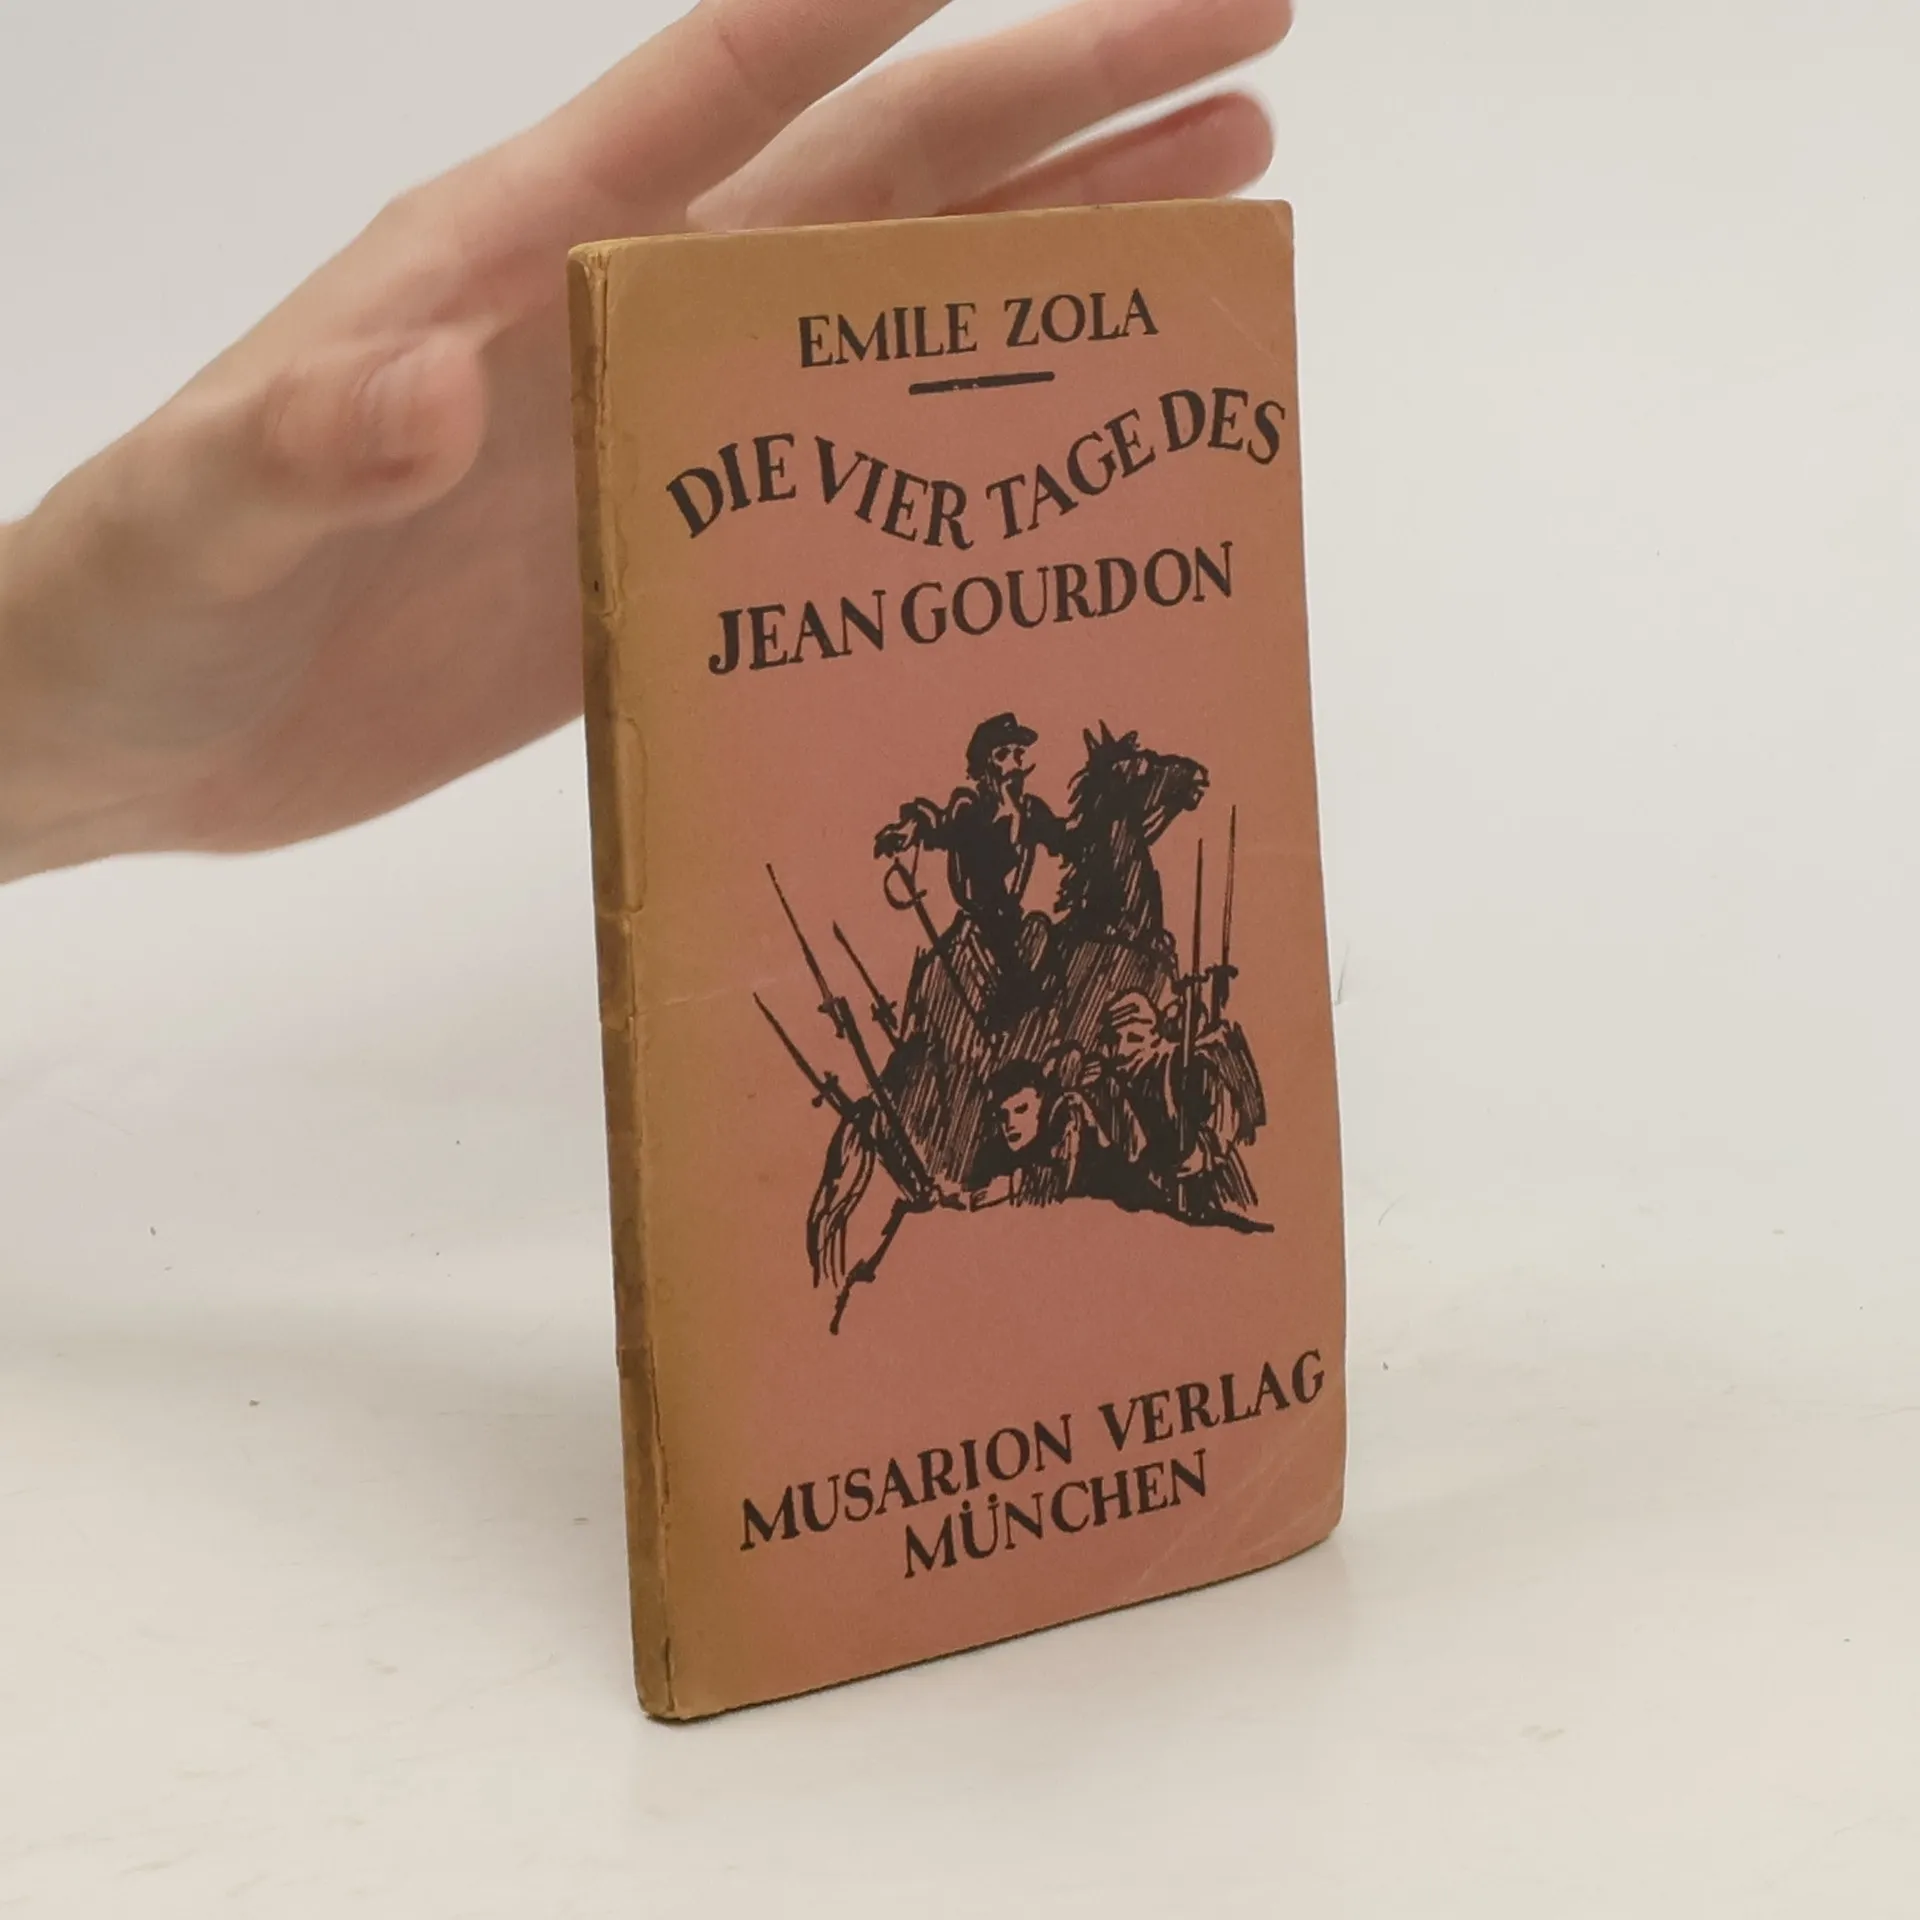 EMILE ZOLA
DIE VIER TAGE DES
JEAN GOURDON
MUSARION VERLAG
MÜNCHEN